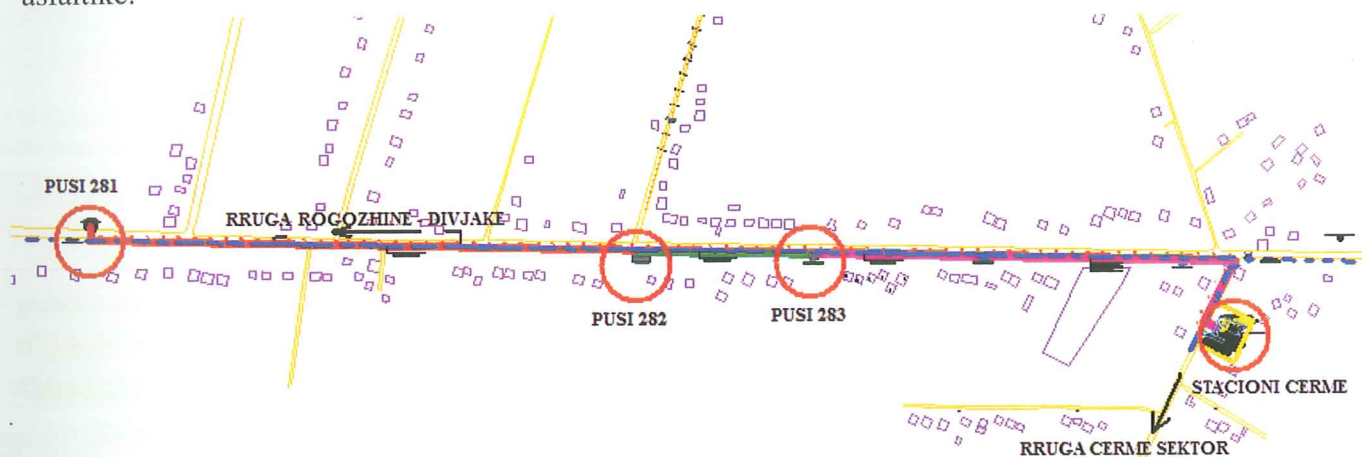 asfaltike.
PUSI 281
RRUGA ROGOZHINE - DIVJAKE
PUSI 282
PUSI 283
STACIONI CERME
RRUGA CERME SEKTOR